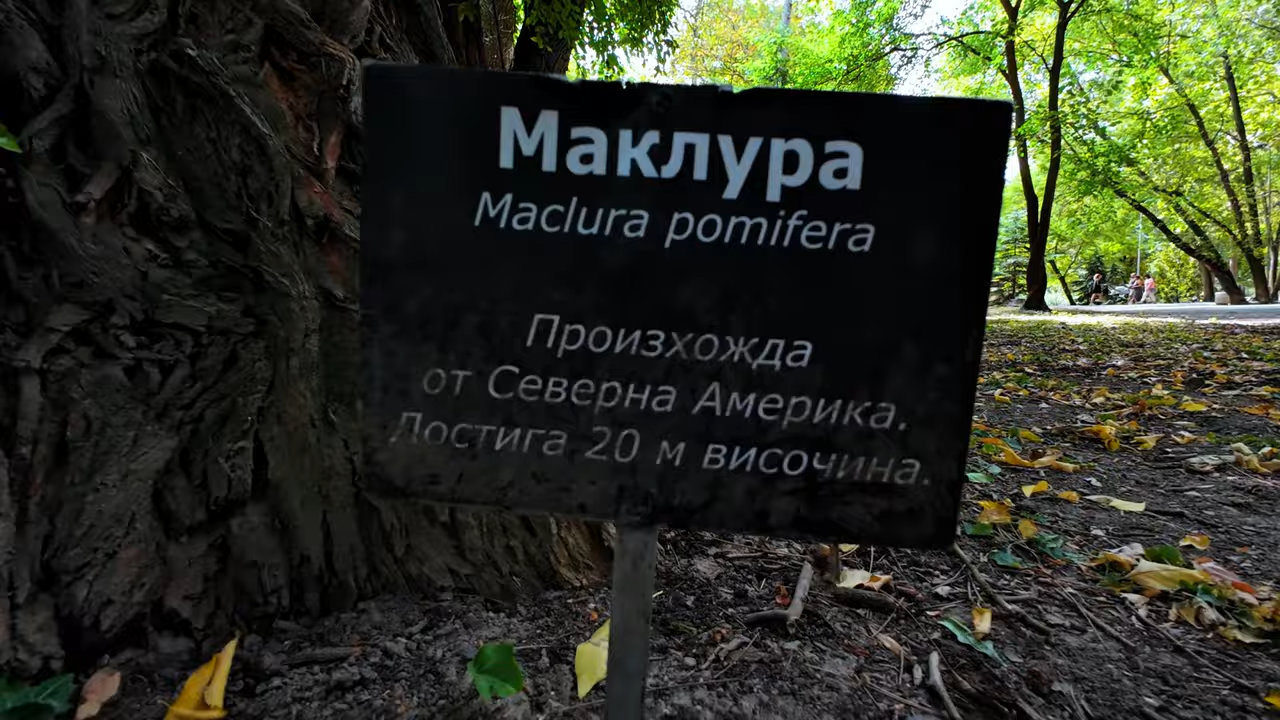 Маклура
Maclura pomifera
Произхожда
от Северна Америка.
Достига 20 м височина.